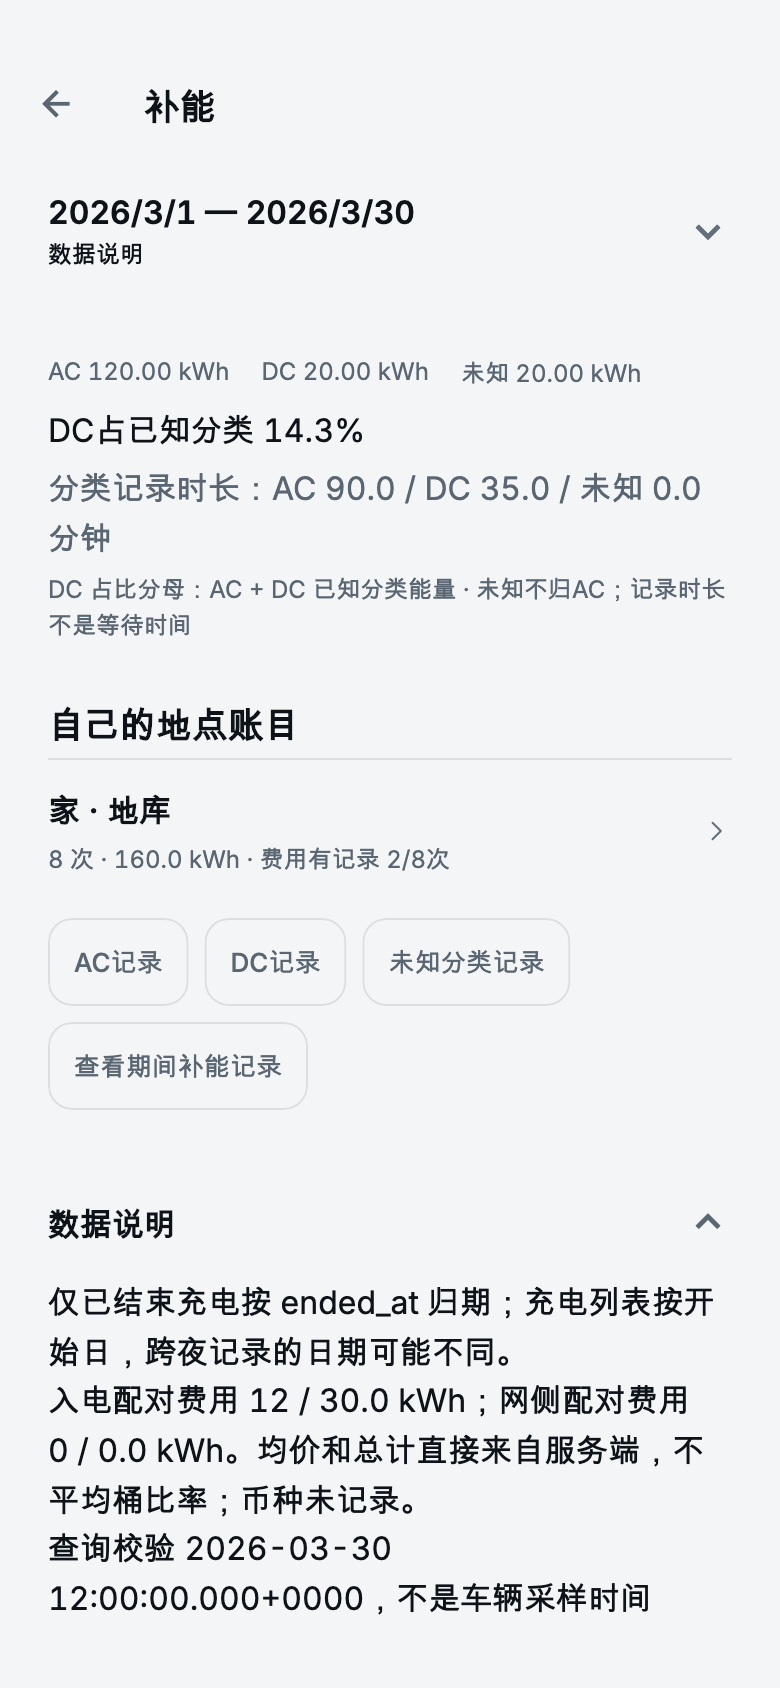 补能
2026/3/1 — 2026/3/30
数据说明
AC 120.00 kWh DC 20.00 kWh 未知 20.00 kWh
DC占已知分类 14.3%
分类记录时长：AC 90.0 / DC 35.0 / 未知 0.0
分钟
DC 占比分母：AC + DC 已知分类能量 · 未知不归AC；记录时长
不是等待时间
自己的地点账目
家 · 地库
8 次 · 160.0 kWh · 费用有记录 2/8次
AC记录 DC记录 未知分类记录
查看期间补能记录
数据说明
仅已结束充电按 ended_at 归期；充电列表按开
始日，跨夜记录的日期可能不同。
入电配对费用 12 / 30.0 kWh；网侧配对费用
0 / 0.0 kWh。均价和总计直接来自服务端，不
平均桶比率；币种未记录。
查询校验 2026-03-30
12:00:00.000+0000，不是车辆采样时间